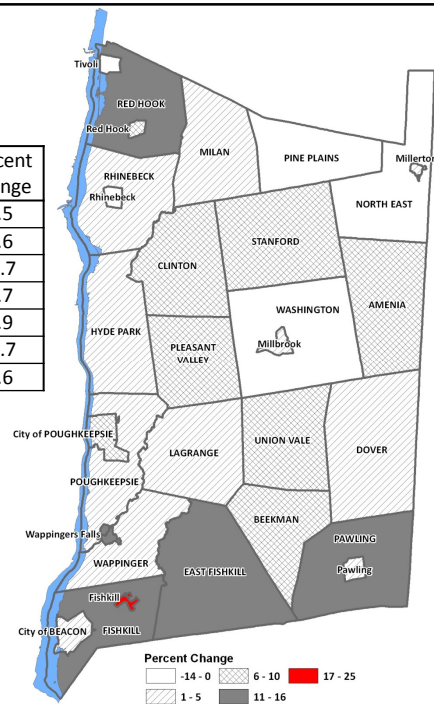 Tivoli
RED HOOK
Red Hook
MILAN
PINE PLAINS
Millerton
RHINEBECK
Rhinebeck
NORTH EAST
STANFORD
CLINTON
AMENIA
WASHINGTON
HYDE PARK
Millbrook
PLEASANT
VALLEY
City of POUGHKEEPSIE
UNION VALE
DOVER
LAGRANGE
POUGHKEEPSIE
BEEKMAN
Wappingers Falls
PAWLING
WAPPINGER
EAST FISHKILL
Pawling
Fishkill
City of BEACON
FISHKILL
cent
nge
.5
.6
.7
.7
.9
.7
.6
Percent Change
-14 - 0
6 - 10
17 - 25
1 - 5
11 - 16